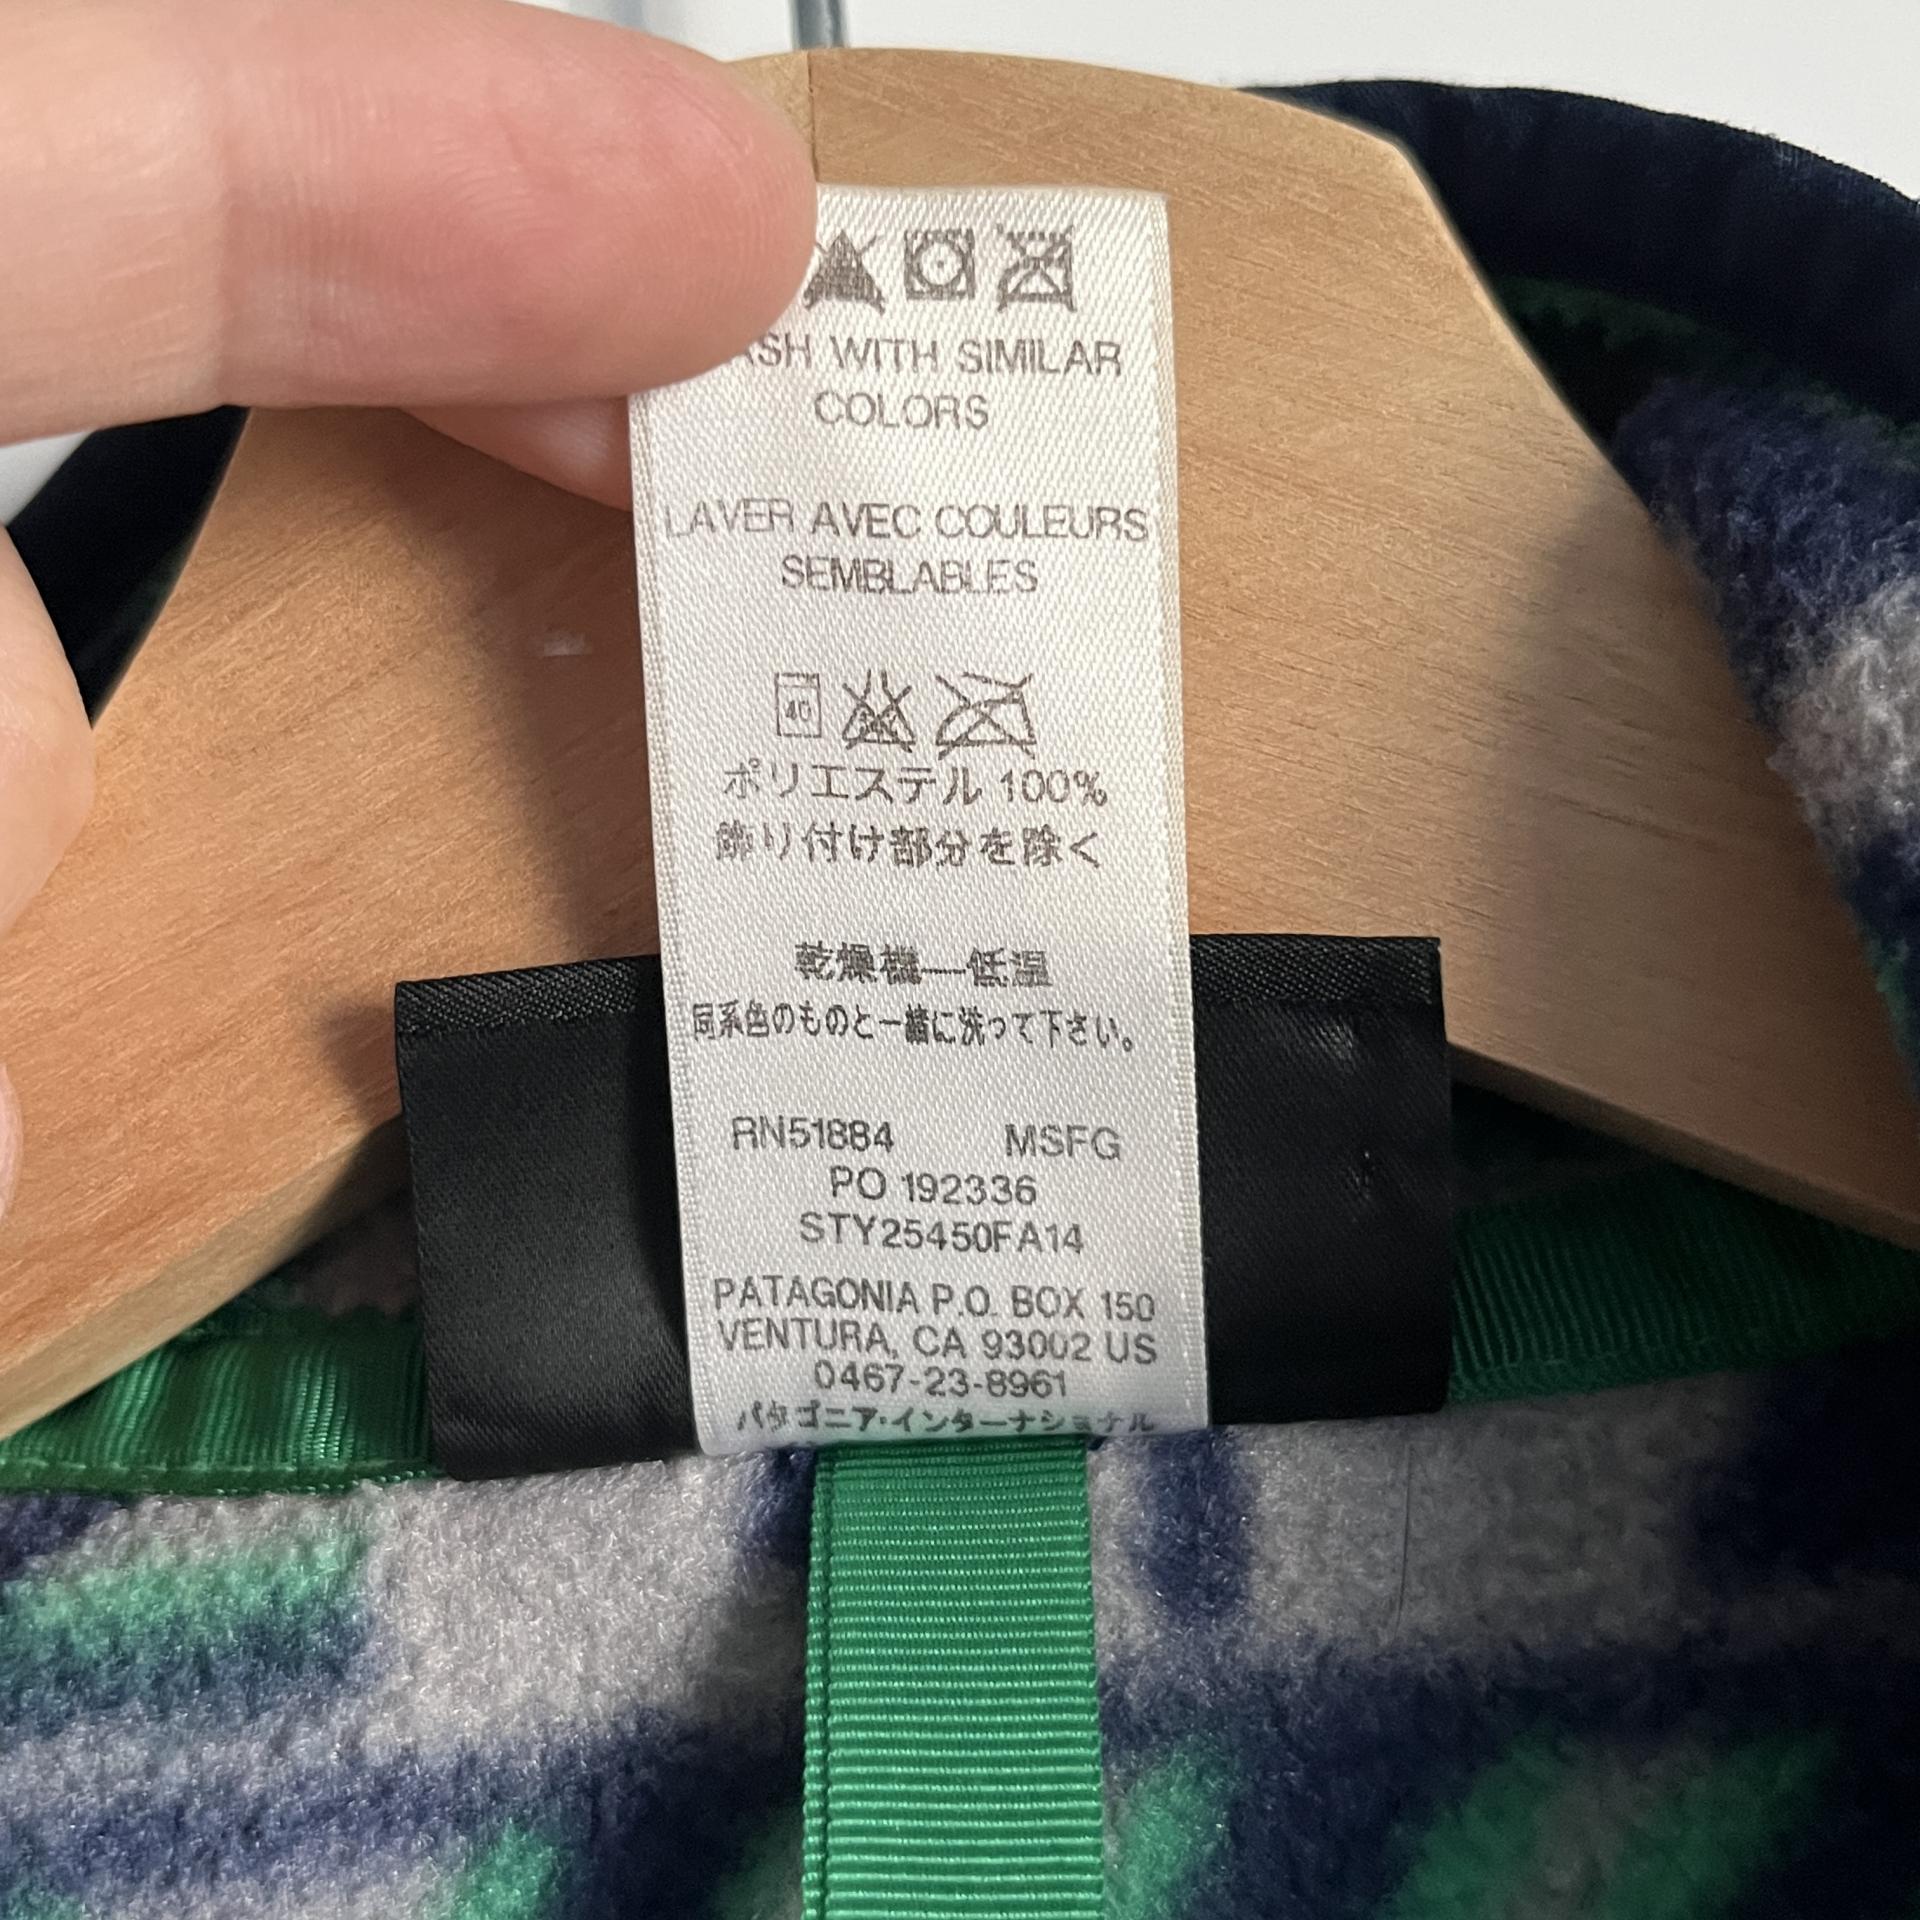 WITH SIMILAR
COLORS
LAVER AVEC COULEURS
SEMBLABLES
40
ポリエステル 100%
飾り付け部分を除く
乾燥機—低温
同系色のものと一緒に洗って下さい。
RN51884 MSFG
PO 192336
STY25450FA14
PATAGONIA P.O. BOX 150
VENTURA, CA 93002 US
0467-23-8961
パタゴニア・インターナショナル